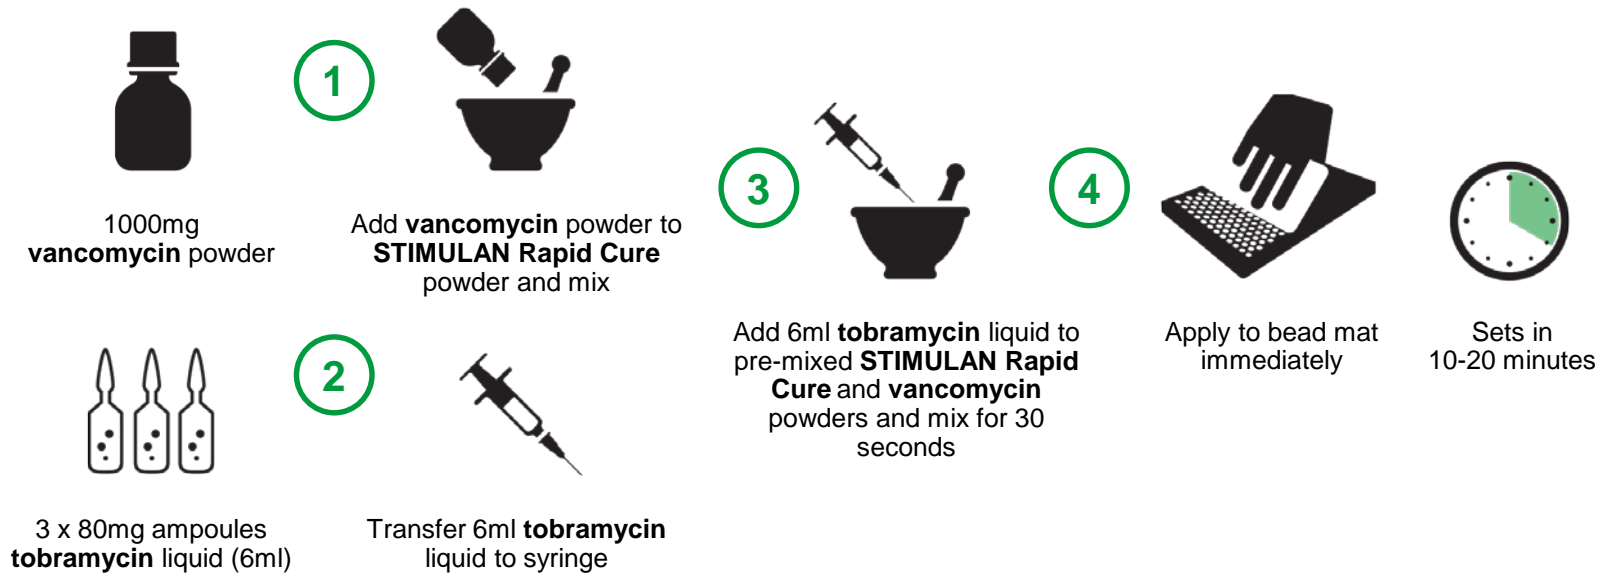 1
1000mg
vancomycin powder
Add vancomycin powder to
STIMULAN Rapid Cure
powder and mix
2
3 x 80mg ampoules
tobramycin liquid (6ml)
Transfer 6ml tobramycin
liquid to syringe
3
Add 6ml tobramycin liquid to
pre-mixed STIMULAN Rapid
Cure and vancomycin
powders and mix for 30
seconds
4
Apply to bead mat
immediately
Sets in
10-20 minutes